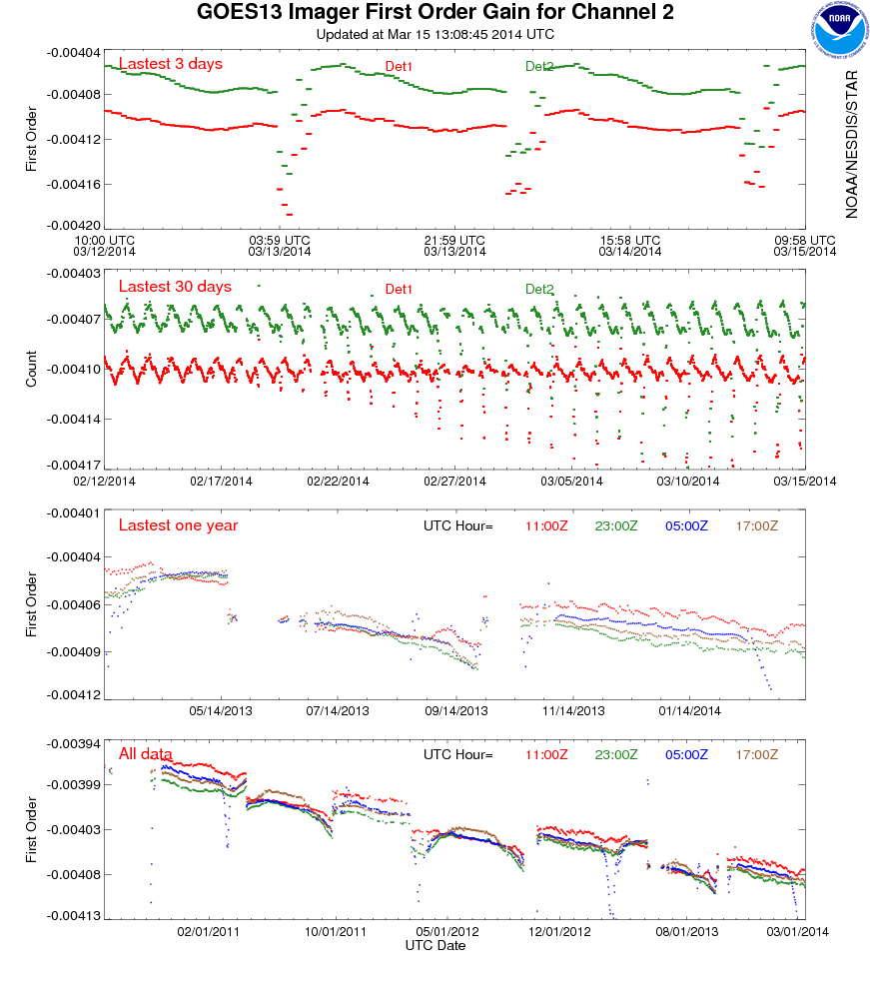 GOES13 Imager First Order Gain for Channel 2
Updated at Mar 15 13:08:45 2014 UTC
NOAA
NOAA/NESDIS/STAR
Lastest 3 days
Det1
Det2
First Order
-0.00404
-0.00408
-0.00412
-0.00416
-0.00420
10:00 UTC 03:59 UTC 21:59 UTC 15:58 UTC 09:58 UTC
03/12/2014 03/13/2014 03/13/2014 03/14/2014 03/15/2014
Lastest 30 days
Det1
Det2
Count
-0.00403
-0.00407
-0.00410
-0.00414
-0.00417
02/12/2014 02/17/2014 02/22/2014 02/27/2014 03/05/2014 03/10/2014 03/15/2014
Lastest one year
UTC Hour= 11:00Z 23:00Z 05:00Z 17:00Z
First Order
-0.00401
-0.00404
-0.00406
-0.00409
-0.00412
05/14/2013 07/14/2013 09/14/2013 11/14/2013 01/14/2014
All data
UTC Hour= 11:00Z 23:00Z 05:00Z 17:00Z
First Order
-0.00394
-0.00399
-0.00403
-0.00408
-0.00413
02/01/2011 10/01/2011 05/01/2012 12/01/2012 08/01/2013 03/01/2014
UTC Date